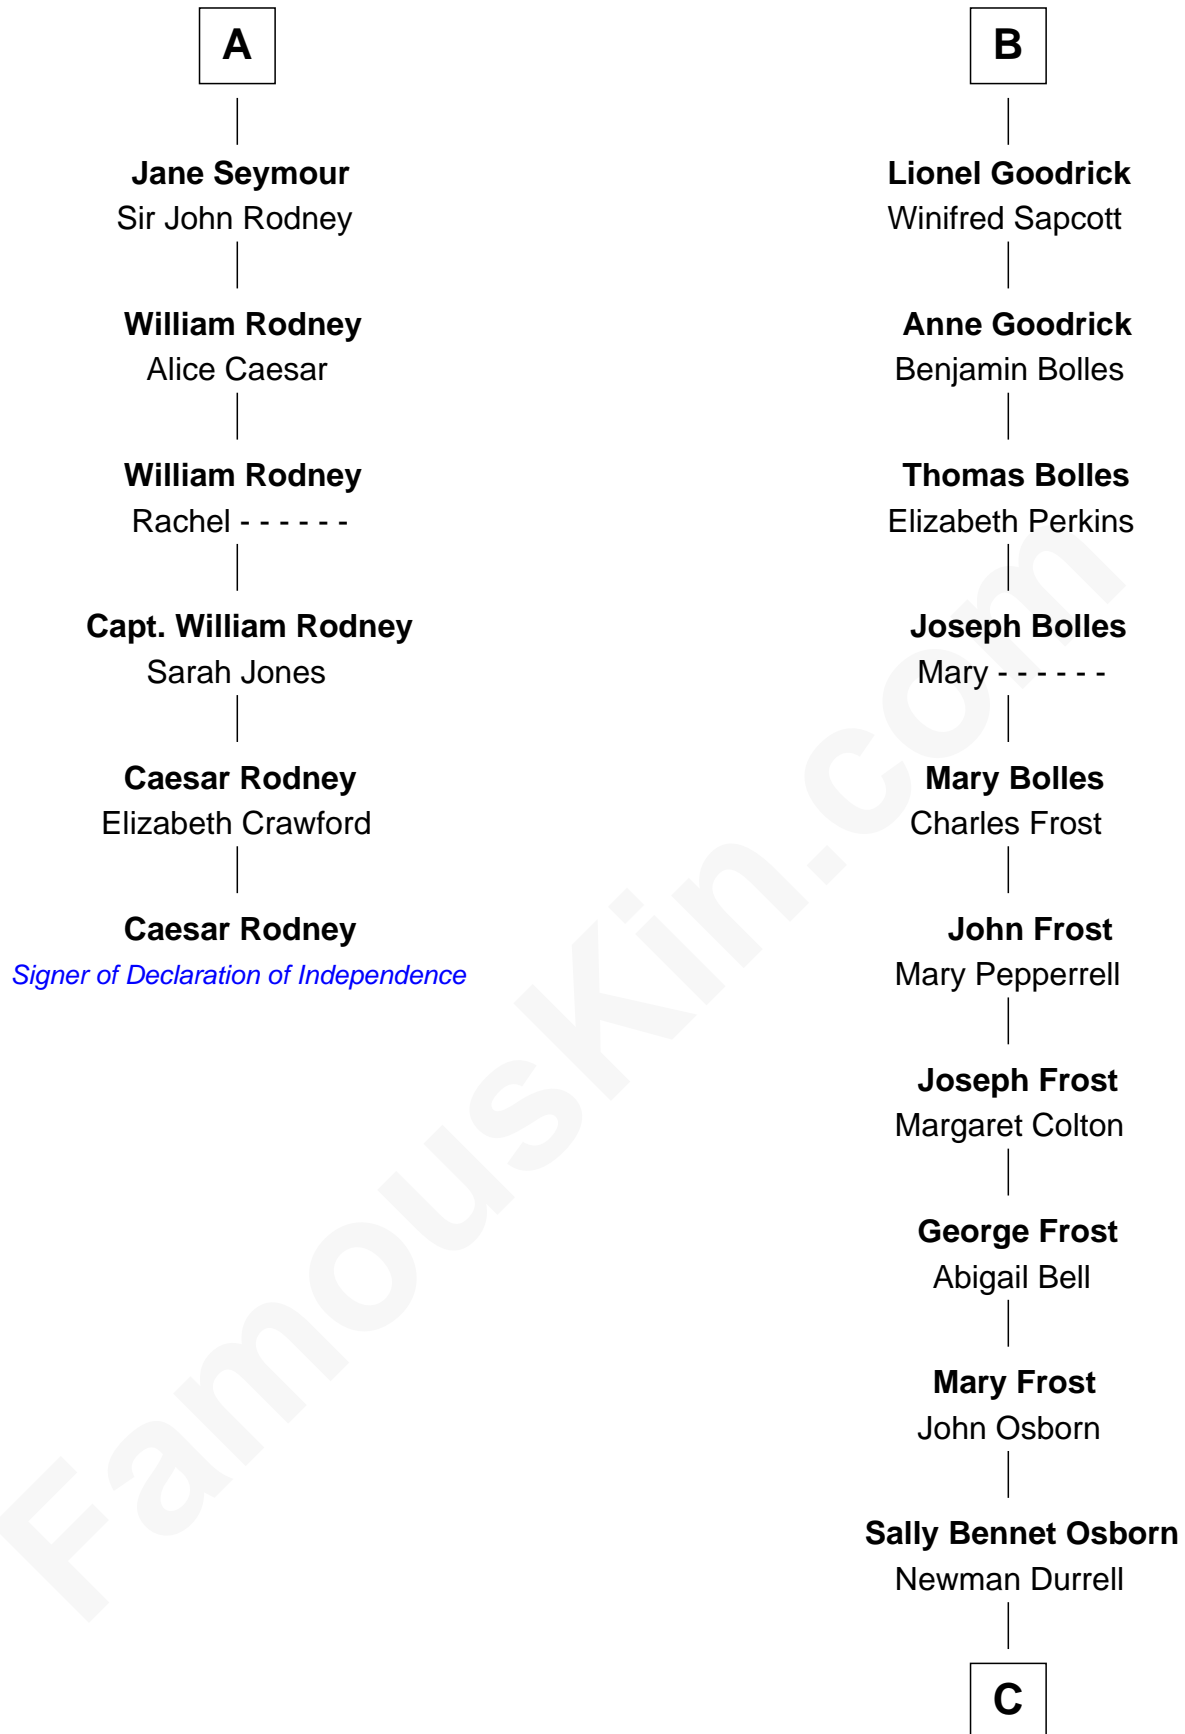 A
Jane Seymour
Sir John Rodney
William Rodney
Alice Caesar
William Rodney
Rachel - - - - - -
Capt. William Rodney
Sarah Jones
Caesar Rodney
Elizabeth Crawford
Caesar Rodney
Signer of Declaration of Independence
B
Lionel Goodrick
Winifred Sapcott
Anne Goodrick
Benjamin Bolles
Thomas Bolles
Elizabeth Perkins
Joseph Bolles
Mary - - - - - -
Mary Bolles
Charles Frost
John Frost
Mary Pepperrell
Joseph Frost
Margaret Colton
George Frost
Abigail Bell
Mary Frost
John Osborn
Sally Bennet Osborn
Newman Durrell
C
FamousKin.com